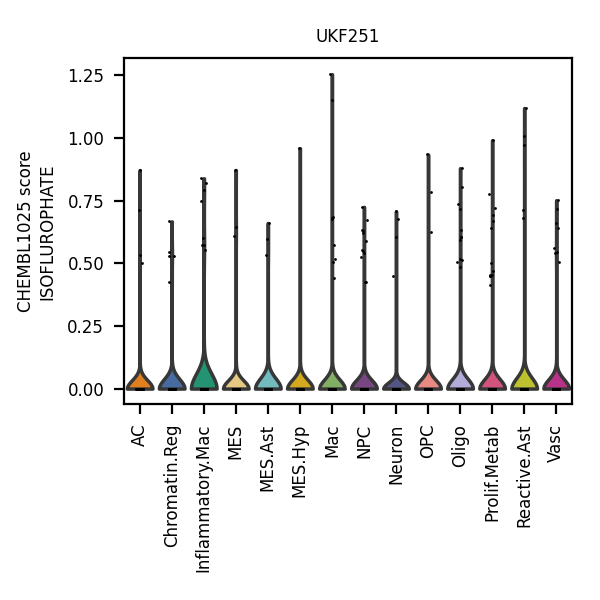 UKF251
CHEMBL1025 score
ISOFLUROPHATE
1.25
1.00
0.75
0.50
0.25
0.00
AC
Chromatin.Reg
Inflammatory.Mac
MES
MES.Ast
MES.Hyp
Mac
NPC
Neuron
OPC
Oligo
Prolif.Metab
Reactive.Ast
Vasc